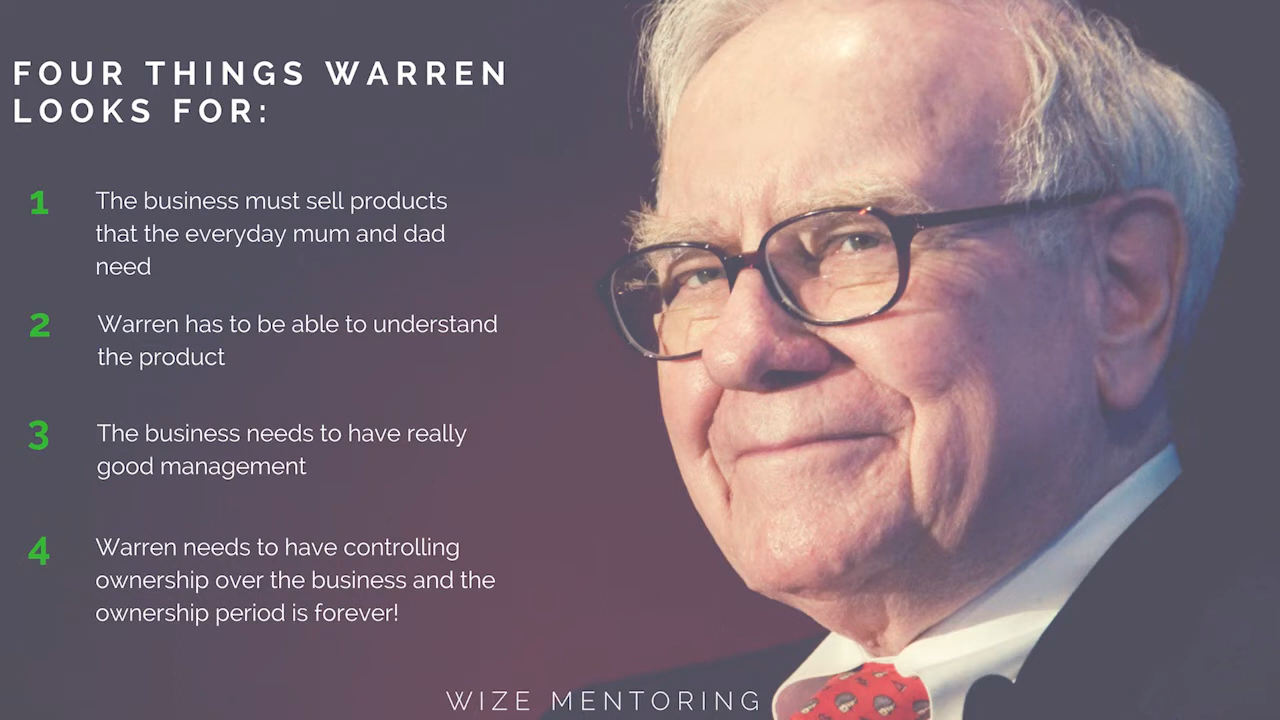 FOUR THINGS WARREN
LOOKS FOR:
1 The business must sell products
that the everyday mum and dad
need
2 Warren has to be able to understand
the product
3 The business needs to have really
good management
4 Warren needs to have controlling
ownership over the business and the
ownership period is forever!
WIZE MENTORING